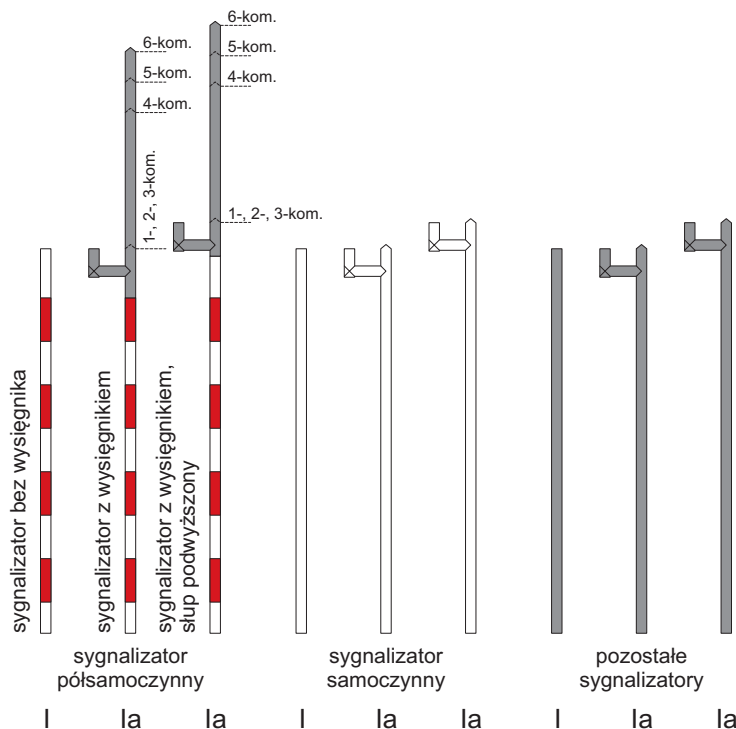 6-kom.
5-kom.
4-kom.
1-, 2-, 3-kom.
6-kom.
5-kom.
4-kom.
1-, 2-, 3-kom.
sygnalizator bez wysięgnika
sygnalizator z wysięgnikiem
sygnalizator z wysięgnikiem,
słup podwyższony
sygnalizator
półsamoczynny
sygnalizator
samoczynny
pozostałe
sygnalizatory
I Ia Ia I Ia Ia I Ia Ia